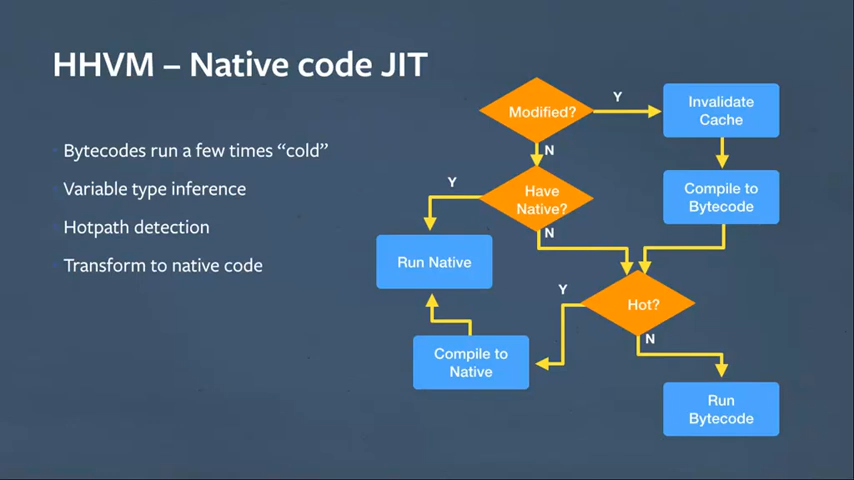 HHVM – Native code JIT
Bytecodes run a few times “cold”
Variable type inference
Hotpath detection
Transform to native code
Modified?
Y
Invalidate
Cache
N
Have
Native?
Y
Compile to
Bytecode
N
Run Native
Hot?
Y
N
Compile to
Native
Run
Bytecode